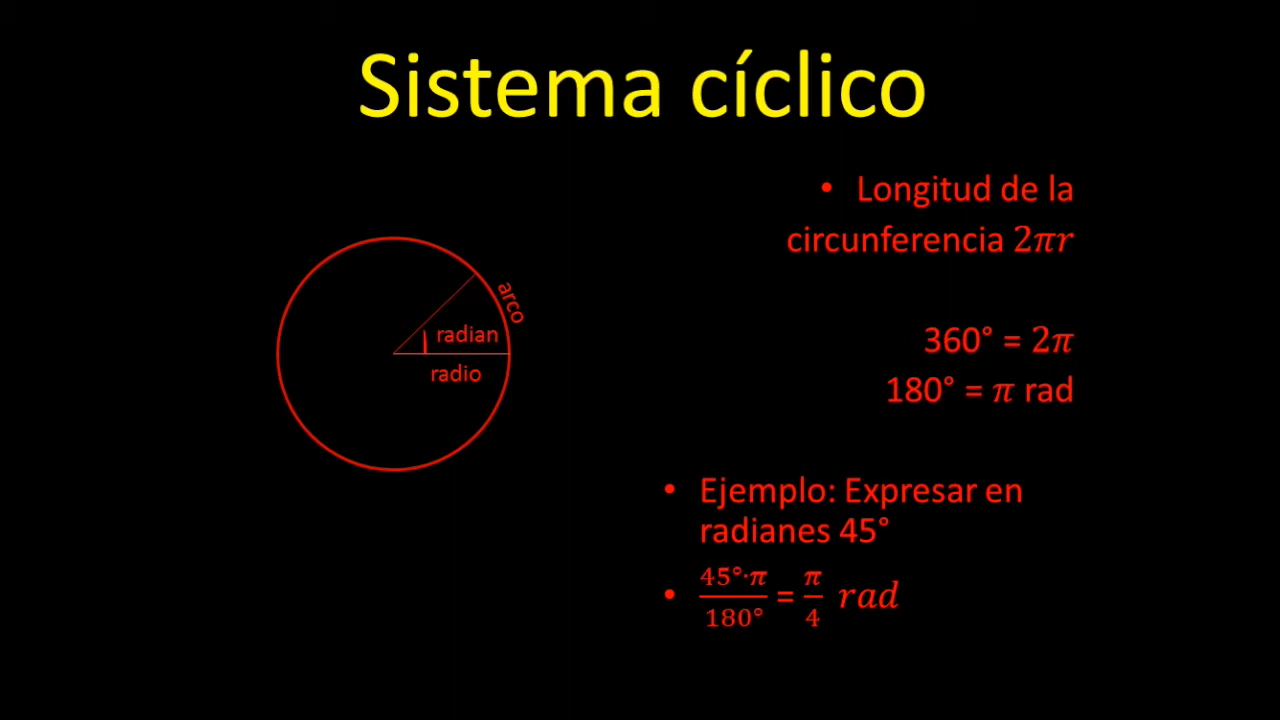 Sistema cíclico
• Longitud de la
circunferencia 2πr
arco
radian
radio
360° = 2π
180° = π rad
• Ejemplo: Expresar en
radianes 45°
• 45°·π/180° = π/4 rad